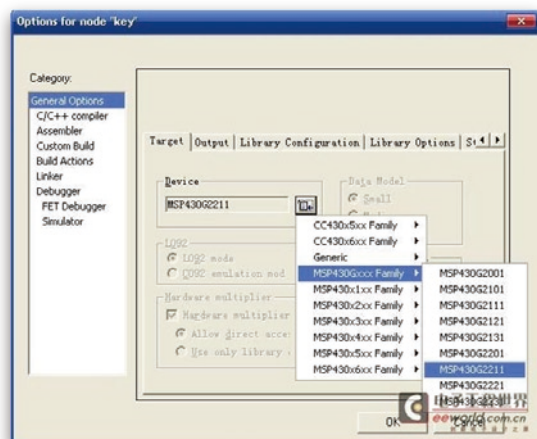 Options for node "key"
Category:
General Options
C/C++ compiler
Assembler
Custom Build
Build Actions
Linker
Debugger
FET Debugger
Simulator
Target Output Library Configuration Library Options
Device
MSP430G2211
Data Model
Small
LO92
LO92 mode
CO92 emulation mod
Hardware multiplier
Hardware multiplier
Allow direct acce
Use only library
CC430x5xx Family
CC430x6xx Family
Generic
MSP430Gxxx Family
MSP430x1xx Family
MSP430x2xx Family
MSP430x3xx Family
MSP430x4xx Family
MSP430x5xx Family
MSP430x6xx Family
MSP430G2001
MSP430G2101
MSP430G2111
MSP430G2121
MSP430G2131
MSP430G2201
MSP430G2211
MSP430G2221
OK
Cancel
eeworld.com.cn